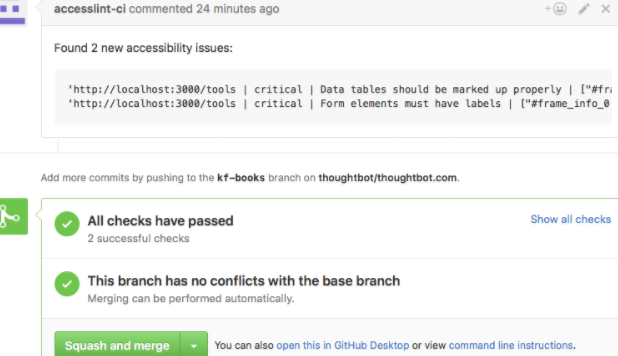 accesslint-ci commented 24 minutes ago
Found 2 new accessibility issues:
'http://localhost:3000/tools | critical | Data tables should be marked up properly | ["#fra
'http://localhost:3000/tools | critical | Form elements must have labels | ["#frame_info_0
Add more commits by pushing to the kf-books branch on thoughtbot/thoughtbot.com.
All checks have passed
Show all checks
2 successful checks
This branch has no conflicts with the base branch
Merging can be performed automatically.
Squash and merge
You can also open this in GitHub Desktop or view command line instructions.